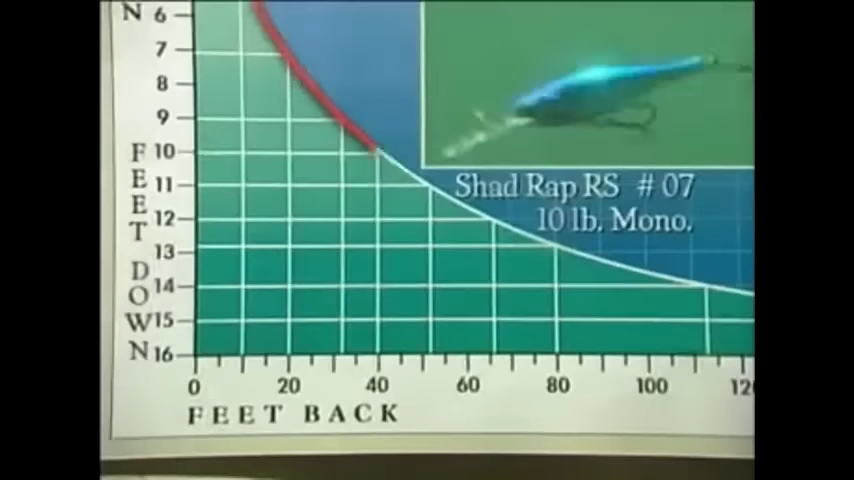 N 6
7
8
9
F 10
E 11
E 12
T 13
D 14
O
W 15
N 16
Shad Rap RS # 07
10 lb. Mono.
0 20 40 60 80 100
FEET BACK